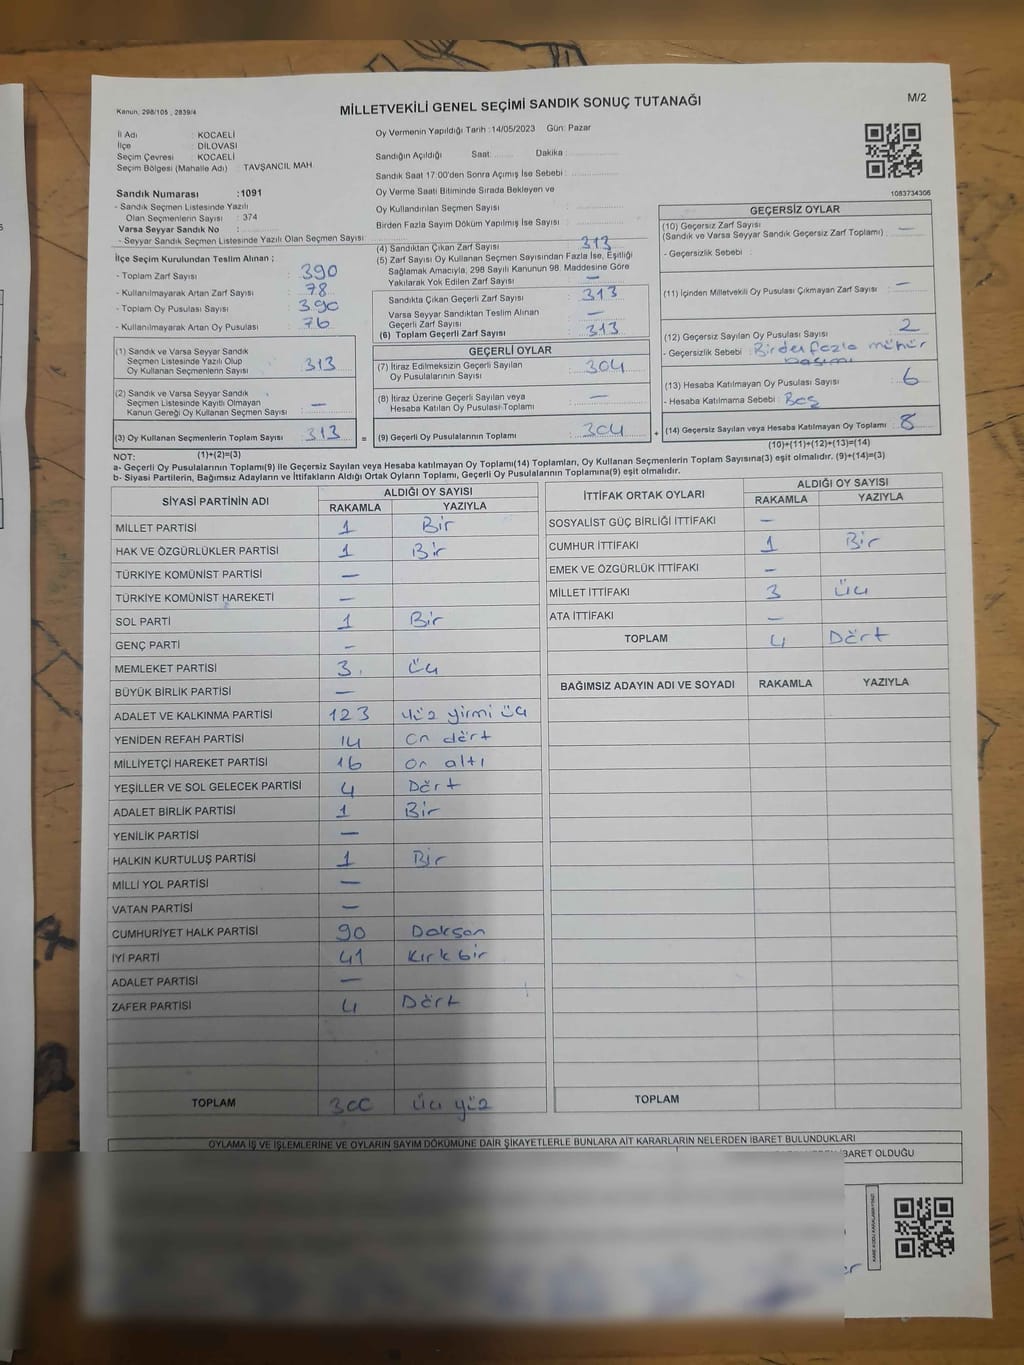 MİLLETVEKİLİ GENEL SEÇİMİ SANDIK SONUÇ TUTANAĞI
M/2
Kanun, 298/105 , 2839/4
İl Adı : KOCAELİ
İlçe : DİLOVASI
Seçim Çevresi : KOCAELİ
Seçim Bölgesi (Mahalle Adı) : TAVŞANCIL MAH.
Sandık Numarası :1091
- Sandık Seçmen Listesinde Yazılı
Olan Seçmenlerin Sayısı : 374
Varsa Seyyar Sandık No :
- Seyyar Sandık Seçmen Listesinde Yazılı Olan Seçmen Sayısı:
İlçe Seçim Kurulundan Teslim Alınan ;
- Toplam Zarf Sayısı : 390
- Kullanılmayarak Artan Zarf Sayısı : 78
- Toplam Oy Pusulası Sayısı : 390
- Kullanılmayarak Artan Oy Pusulası : 76
(1) Sandık ve Varsa Seyyar Sandık
Seçmen Listesinde Yazılı Olup
Oy Kullanan Seçmenlerin Sayısı : 313
(2) Sandık ve Varsa Seyyar Sandık
Seçmen Listesinde Kayıtlı Olmayan
Kanun Gereği Oy Kullanan Seçmen Sayısı : —
(3) Oy Kullanan Seçmenlerin Toplam Sayısı : 313 =
Oy Vermenin Yapıldığı Tarih :14/05/2023 Gün: Pazar
Sandığın Açıldığı Saat: Dakika :
Sandık Saat 17:00'den Sonra Açımış İse Sebebi :
Oy Verme Saati Bitiminde Sırada Bekleyen ve
Oy Kullandırılan Seçmen Sayısı :
Birden Fazla Sayım Döküm Yapılmış İse Sayısı :
(4) Sandıktan Çıkan Zarf Sayısı : 313
(5) Zarf Sayısı Oy Kullanan Seçmen Sayısından Fazla İse, Eşitliği
Sağlamak Amacıyla, 298 Sayılı Kanunun 98. Maddesine Göre
Yakılarak Yok Edilen Zarf Sayısı : —
Sandıkta Çıkan Geçerli Zarf Sayısı : 313
Varsa Seyyar Sandıktan Teslim Alınan
Geçerli Zarf Sayısı : —
(6) Toplam Geçerli Zarf Sayısı : 313
GEÇERLİ OYLAR
(7) İtiraz Edilmeksizin Geçerli Sayılan
Oy Pusulalarının Sayısı : 304
(8) İtiraz Üzerine Geçerli Sayılan veya
Hesaba Katılan Oy Pusulası Toplamı : —
(9) Geçerli Oy Pusulalarının Toplamı : 304 +
1083734306
GEÇERSİZ OYLAR
(10) Geçersiz Zarf Sayısı
(Sandık ve Varsa Seyyar Sandık Geçersiz Zarf Toplamı) : —
- Geçersizlik Sebebi :
(11) İçinden Milletvekili Oy Pusulası Çıkmayan Zarf Sayısı : —
(12) Geçersiz Sayılan Oy Pusulası Sayısı : 2
- Geçersizlik Sebebi : Birden fazla mühür
basımı
(13) Hesaba Katılmayan Oy Pusulası Sayısı : 6
- Hesaba Katılmama Sebebi : Boş
(14) Geçersiz Sayılan veya Hesaba Katılmayan Oy Toplamı : 8
(10)+(11)+(12)+(13)=(14)
NOT: (1)+(2)=(3)
a- Geçerli Oy Pusulalarının Toplamı(9) ile Geçersiz Sayılan veya Hesaba katılmayan Oy Toplamı(14) Toplamları, Oy Kullanan Seçmenlerin Toplam Sayısına(3) eşit olmalıdır. (9)+(14)=(3)
b- Siyasi Partilerin, Bağımsız Adayların ve İttifakların Aldığı Oy Sayıların Toplamı, Geçerli Oy Pusulalarının Toplamına(9) eşit olmalıdır.
SİYASİ PARTİNİN ADI ALDIĞI OY SAYISI
RAKAMLA YAZIYLA
MİLLET PARTİSİ 1 Bir
HAK VE ÖZGÜRLÜKLER PARTİSİ 1 Bir
TÜRKİYE KOMÜNİST PARTİSİ —
TÜRKİYE KOMÜNİST HAREKETİ —
SOL PARTİ 1 Bir
GENÇ PARTİ —
MEMLEKET PARTİSİ 3 Üç
BÜYÜK BİRLİK PARTİSİ —
ADALET VE KALKINMA PARTİSİ 123 Yüz yirmi üç
YENİDEN REFAH PARTİSİ 14 On dört
MİLLİYETÇİ HAREKET PARTİSİ 16 On altı
YEŞİLLER VE SOL GELECEK PARTİSİ 4 Dört
ADALET BİRLİK PARTİSİ 1 Bir
YENİLİK PARTİSİ —
HALKIN KURTULUŞ PARTİSİ 1 Bir
MİLLİ YOL PARTİSİ —
VATAN PARTİSİ —
CUMHURİYET HALK PARTİSİ 90 Doksan
İYİ PARTİ 41 Kırk bir
ADALET PARTİSİ —
ZAFER PARTİSİ 4 Dört
TOPLAM 300 Üç yüz
İTTİFAK ORTAK OYLARI ALDIĞI OY SAYISI
RAKAMLA YAZIYLA
SOSYALİST GÜÇ BİRLİĞİ İTTİFAKI —
CUMHUR İTTİFAKI 1 Bir
EMEK VE ÖZGÜRLÜK İTTİFAKI —
MİLLET İTTİFAKI 3 Üç
ATA İTTİFAKI —
TOPLAM 4 Dört
BAĞIMSIZ ADAYIN ADI VE SOYADI RAKAMLA YAZIYLA
TOPLAM
OYLAMA İŞ VE İŞLEMLERİNE VE OYLARIN SAYIM DÖKÜMÜNE DAİR ŞİKAYETLERLE BUNLARA AİT KARARLARIN NELERDEN İBARET BULUNDUKLARI
İBARET OLDUĞU